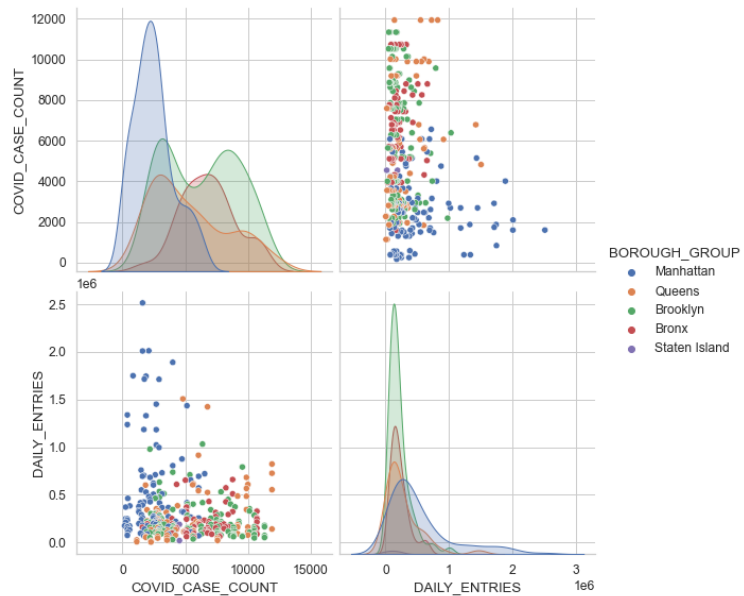 12000
10000
8000
6000
4000
2000
0
COVID_CASE_COUNT
1e6
2.5
2.0
1.5
1.0
0.5
0.0
DAILY_ENTRIES
0
5000
10000
15000
COVID_CASE_COUNT
0
1
2
3
1e6
DAILY_ENTRIES
BOROUGH_GROUP
Manhattan
Queens
Brooklyn
Bronx
Staten Island